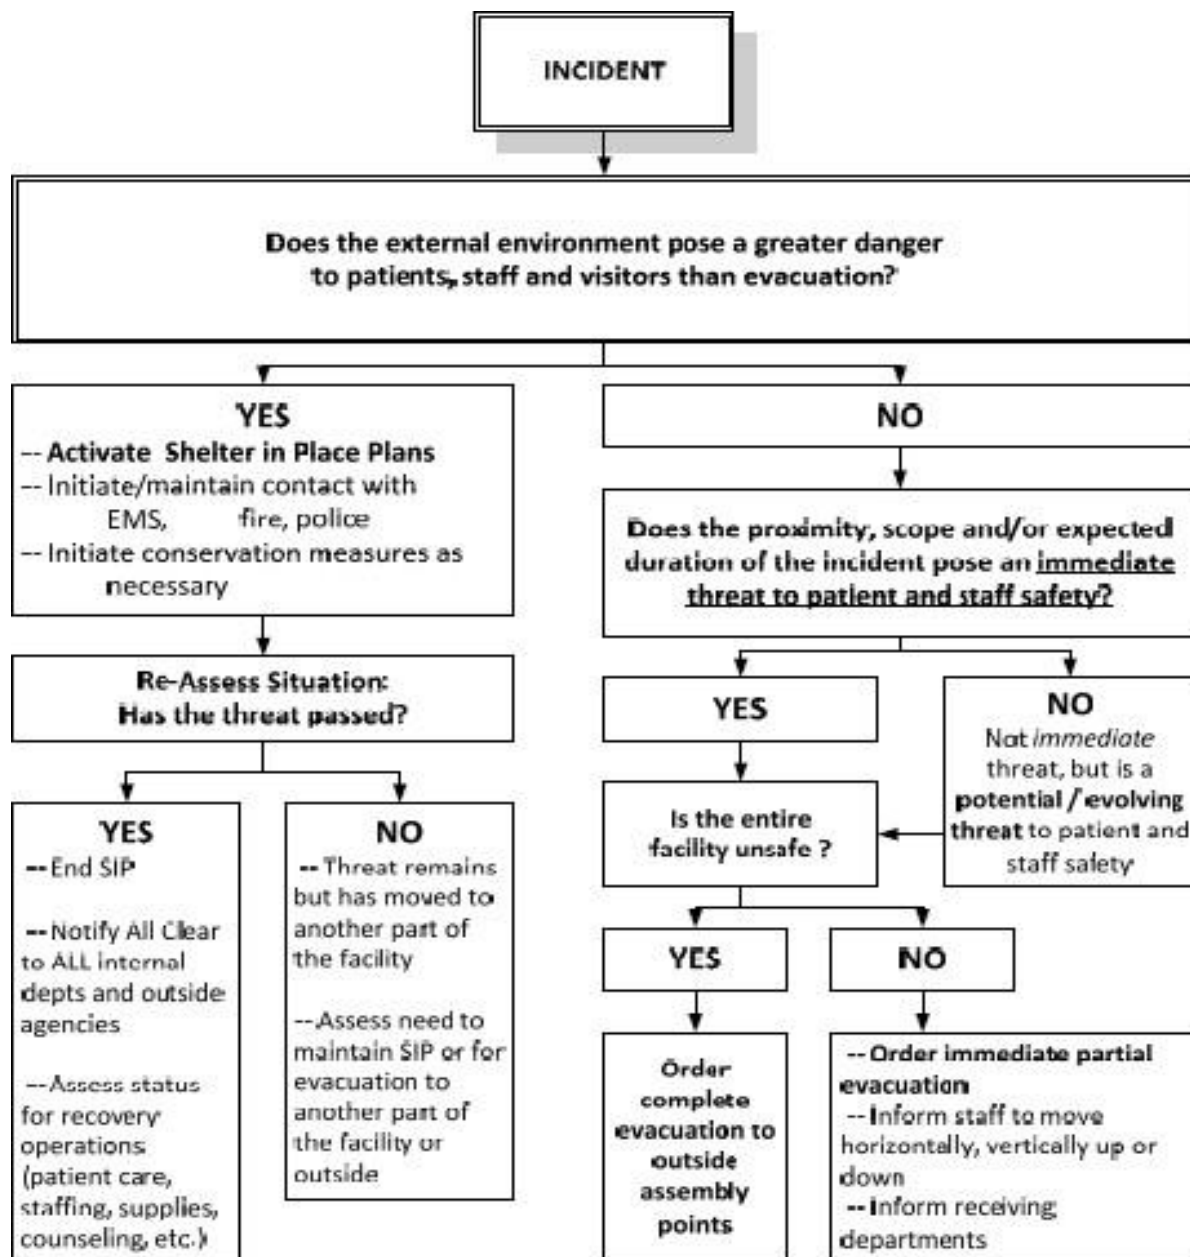 INCIDENT
Does the external environment pose a greater danger
to patients, staff and visitors than evacuation?
YES
-- Activate Shelter in Place Plans
-- Initiate/maintain contact with
EMS, fire, police
-- Initiate conservation measures as
necessary
Re-Assess Situation:
Has the threat passed?
YES
-- End SIP
-- Notify All Clear
to ALL internal
depts and outside
agencies
-- Assess status
for recovery
operations
(patient care,
staffing, supplies,
counseling, etc.)
NO
-- Threat remains
but has moved to
another part of
the facility
-- Assess need to
maintain SIP or for
evacuation to
another part of
the facility or
outside
NO
Does the proximity, scope and/or expected
duration of the incident pose an immediate
threat to patient and staff safety?
YES
NO
Not immediate
threat, but is a
potential / evolving
threat to patient and
staff safety
Is the entire
facility unsafe ?
YES
Order
complete
evacuation to
outside
assembly
points
NO
-- Order immediate partial
evacuation
-- Inform staff to move
horizontally, vertically up or
down
-- Inform receiving
departments